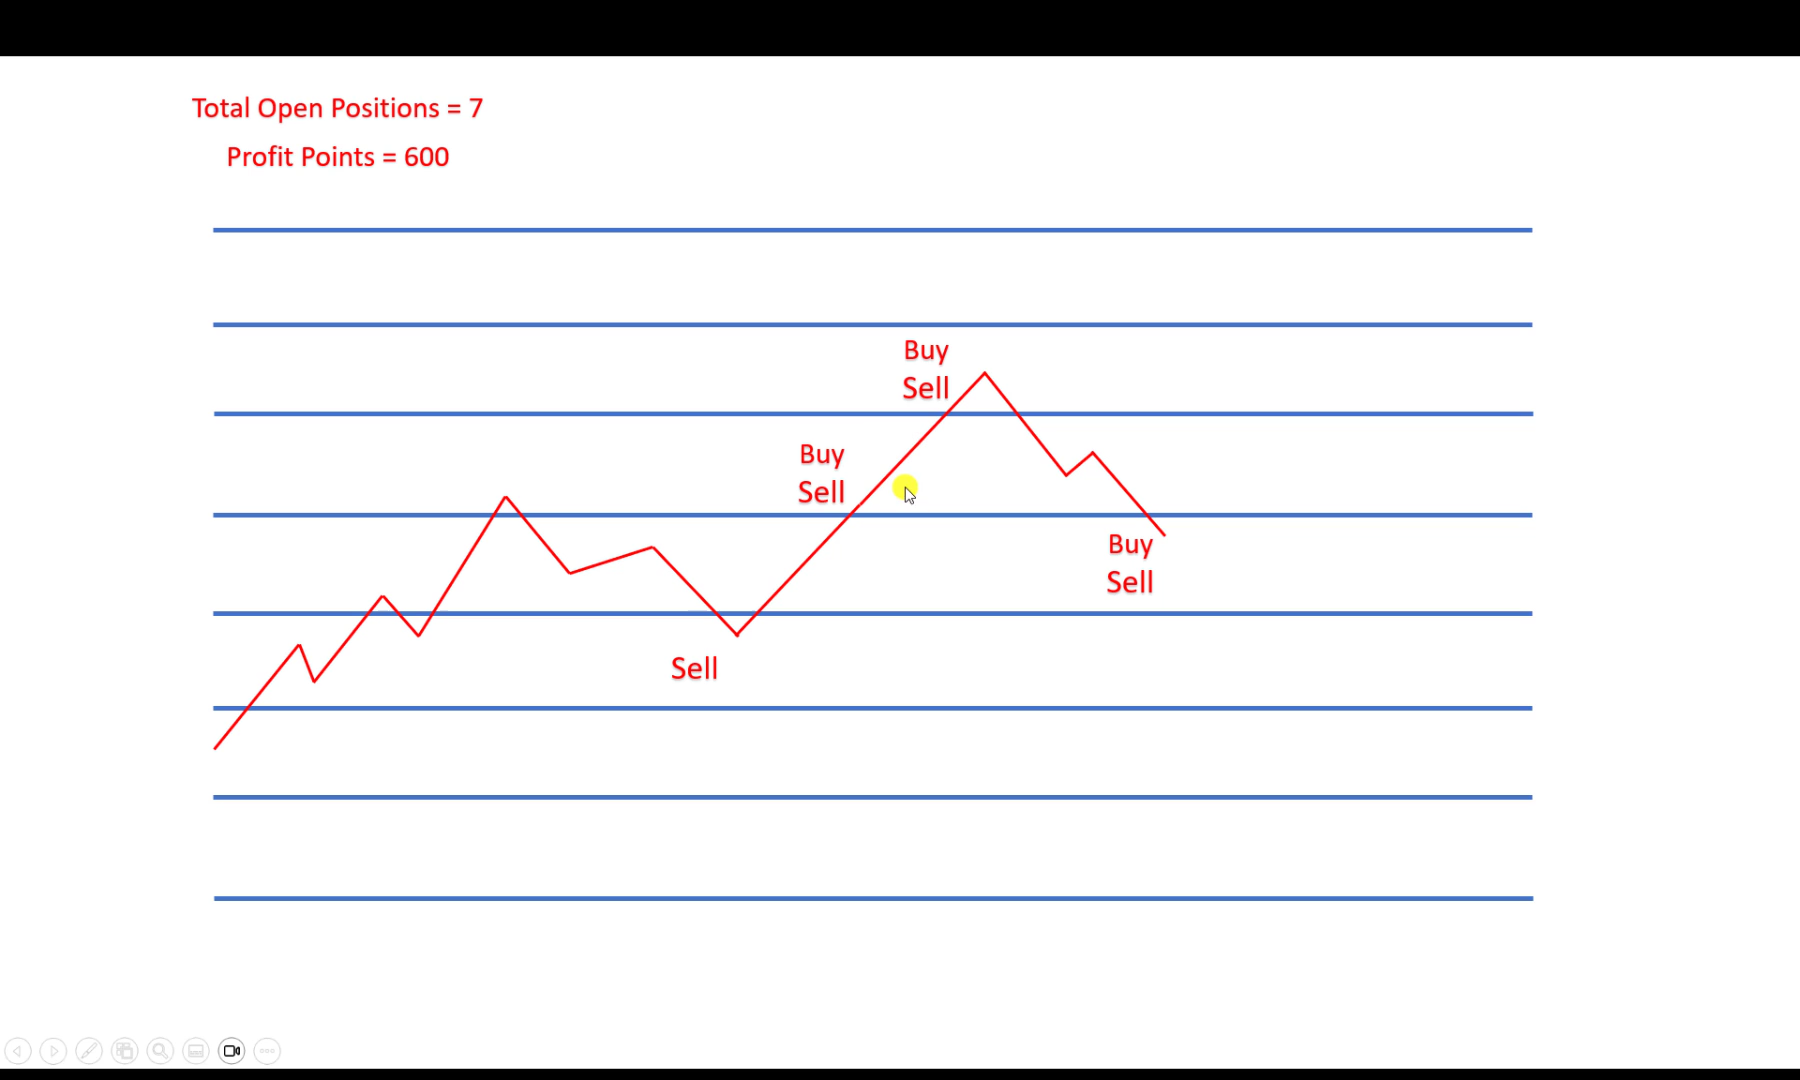 Total Open Positions = 7
Profit Points = 600
Buy
Sell
Buy
Sell
Buy
Sell
Sell